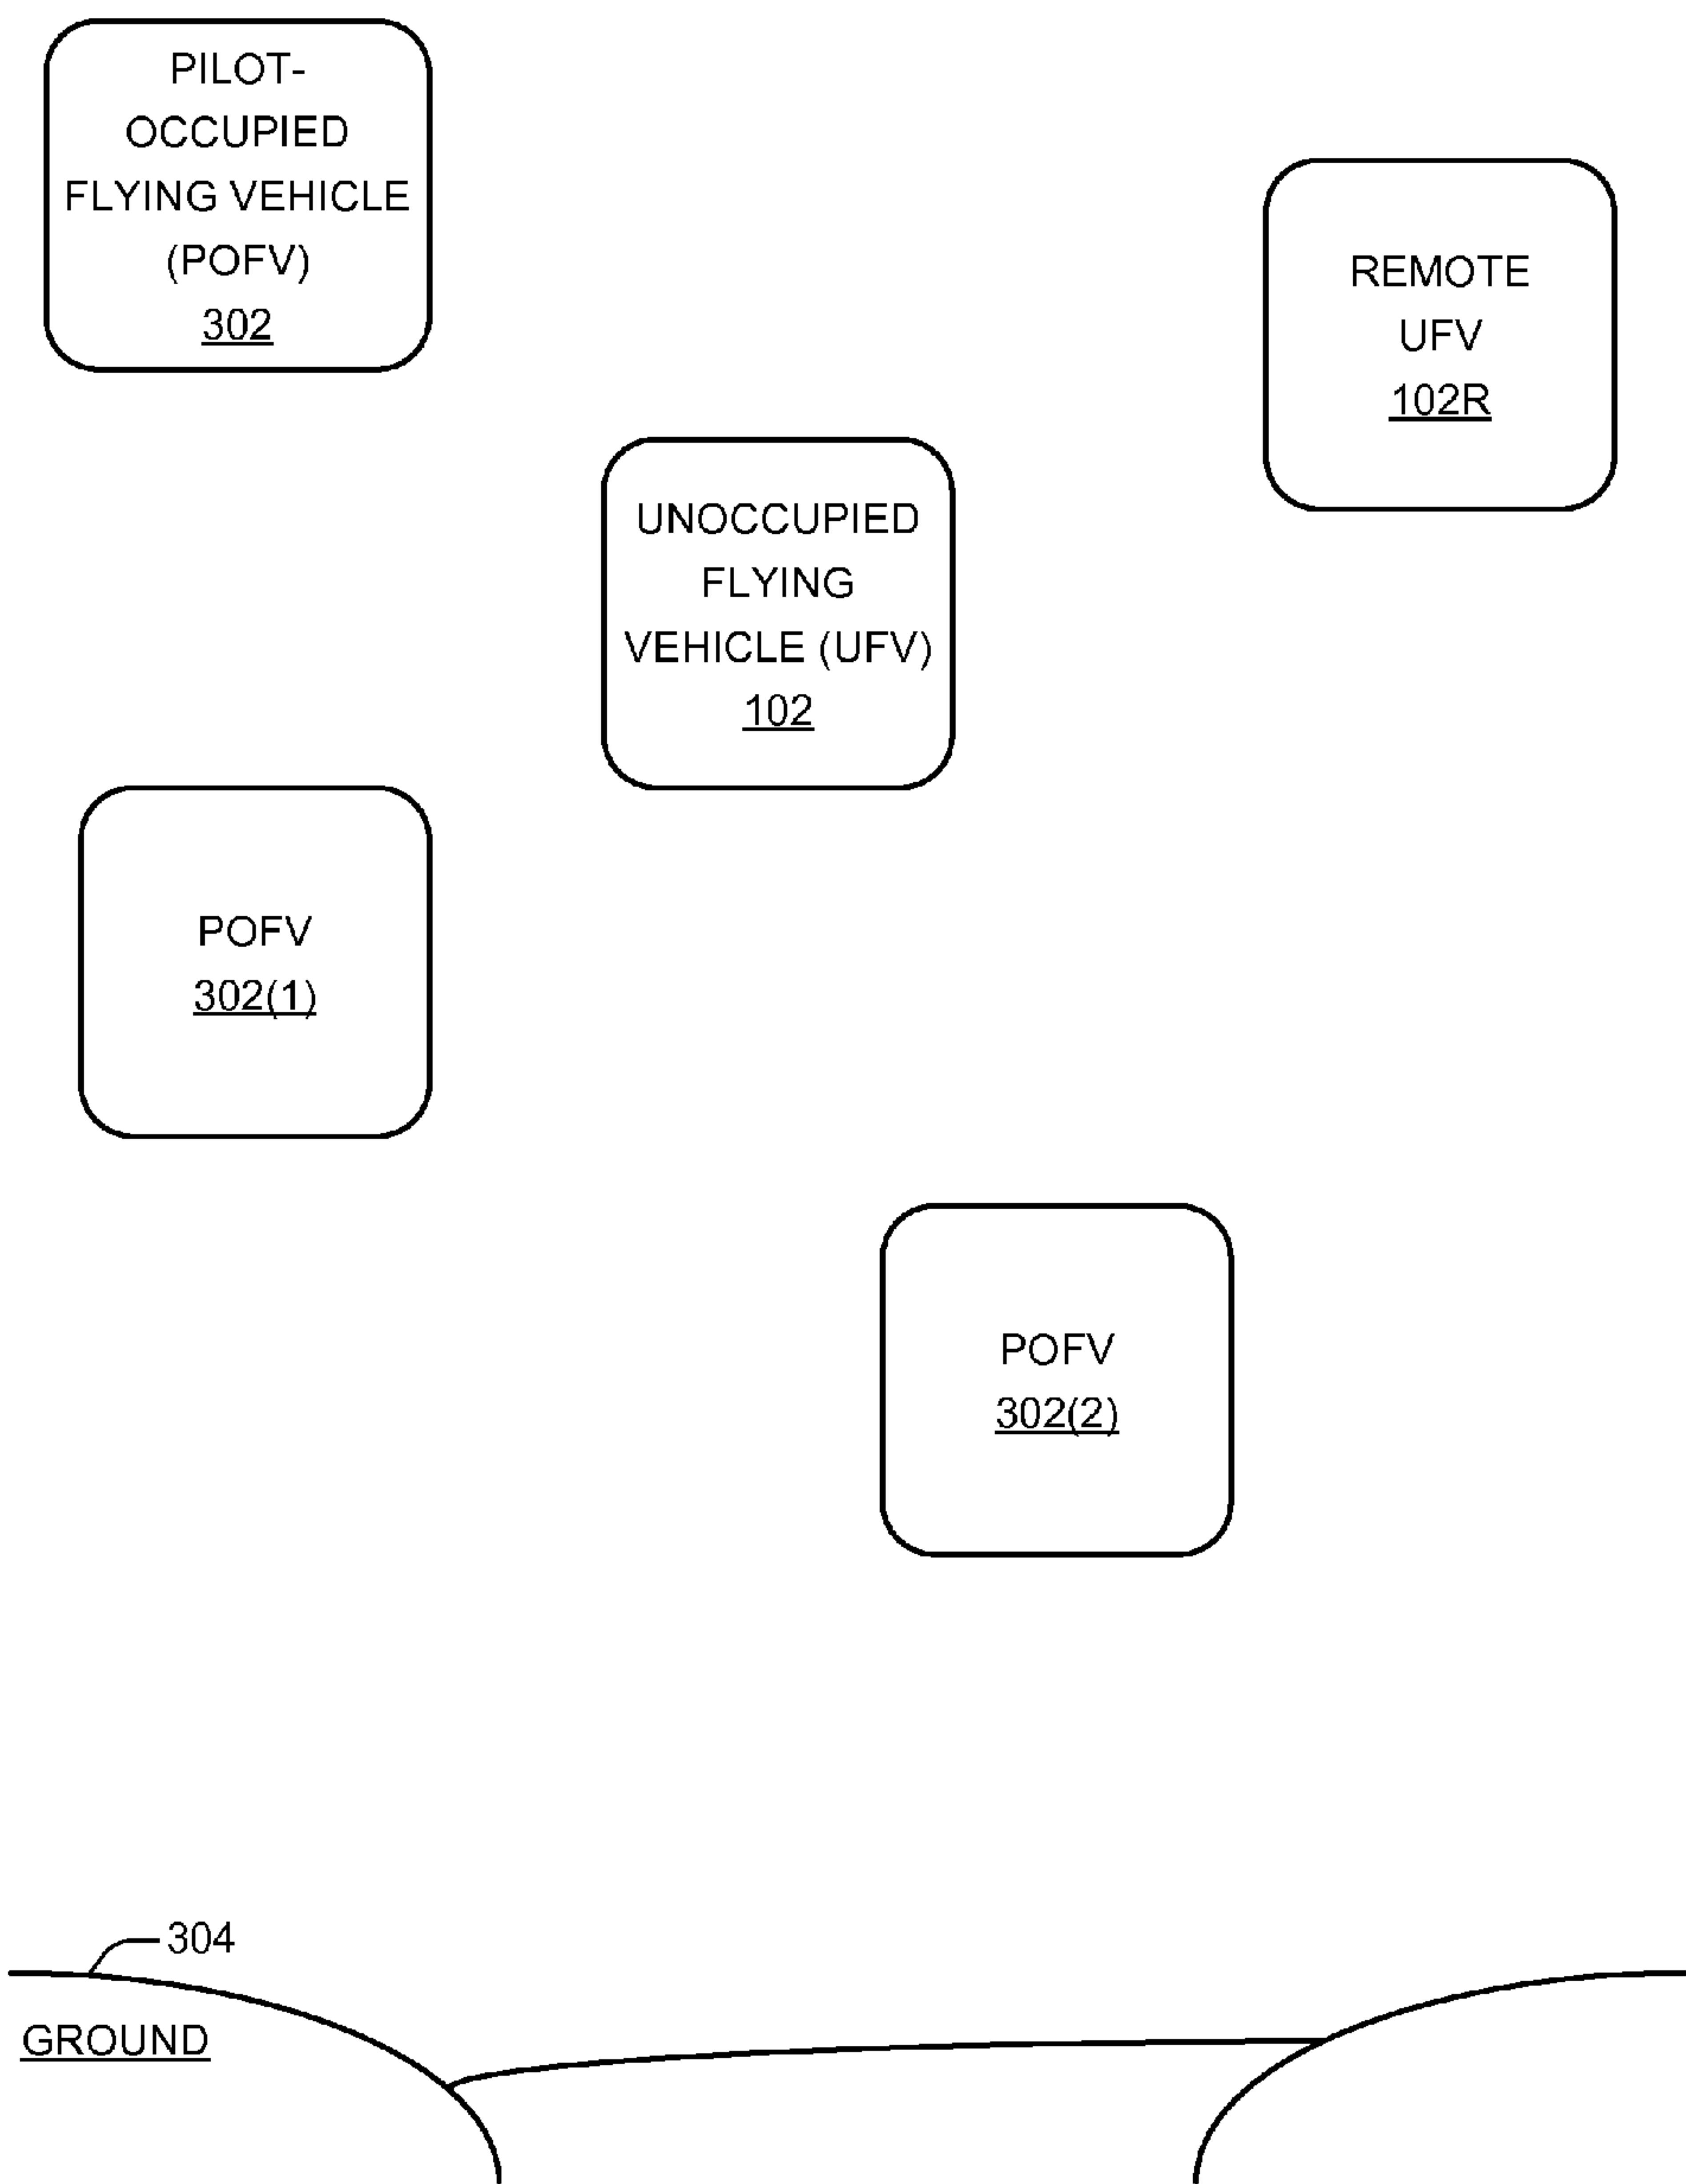 PILOT-
OCCUPIED
FLYING VEHICLE
(POFV)
302
REMOTE
UFV
102R
UNOCCUPIED
FLYING
VEHICLE (UFV)
102
POFV
302(1)
POFV
302(2)
304
GROUND